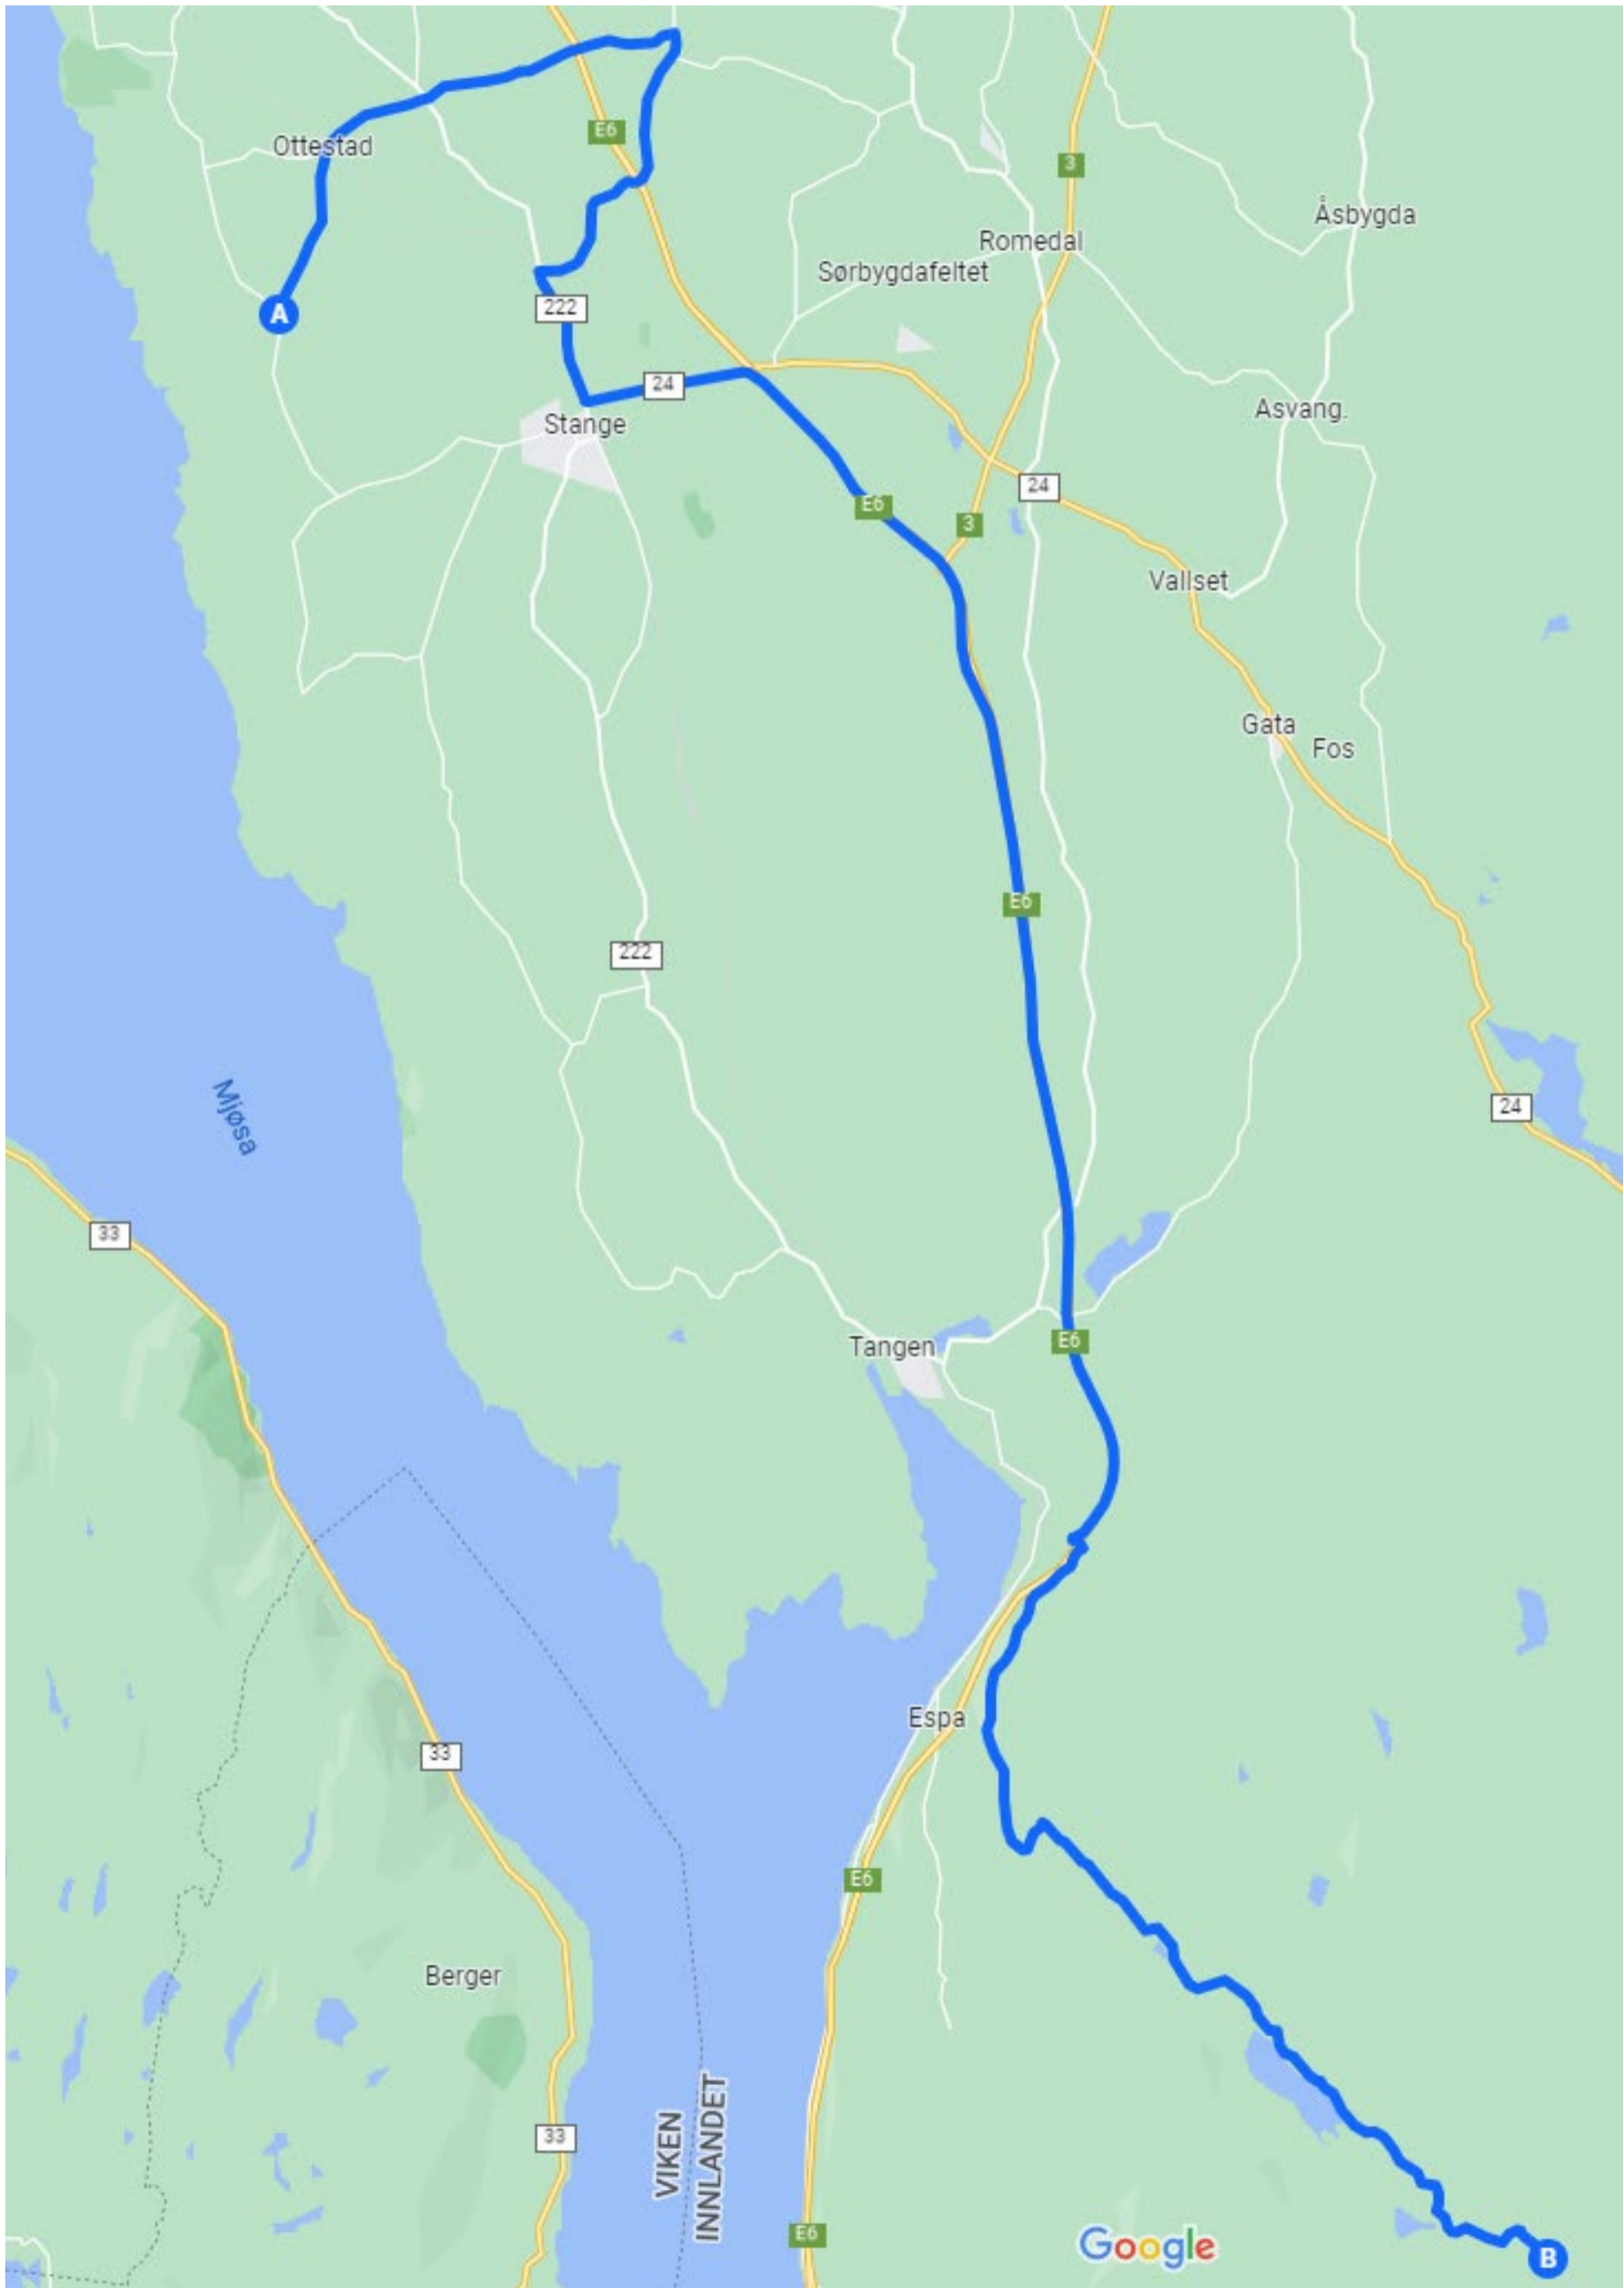 Ottestad
E6
3
Åsbygda
Romedal
Sørbygdafeltet
A
222
24
Stange
Asvang.
24
E6
3
Vallset
Gata
Fos
E6
222
Mjøsa
24
33
E6
Tangen
Espa
33
E6
Berger
VIKEN
INNLANDET
33
E6
Google
B